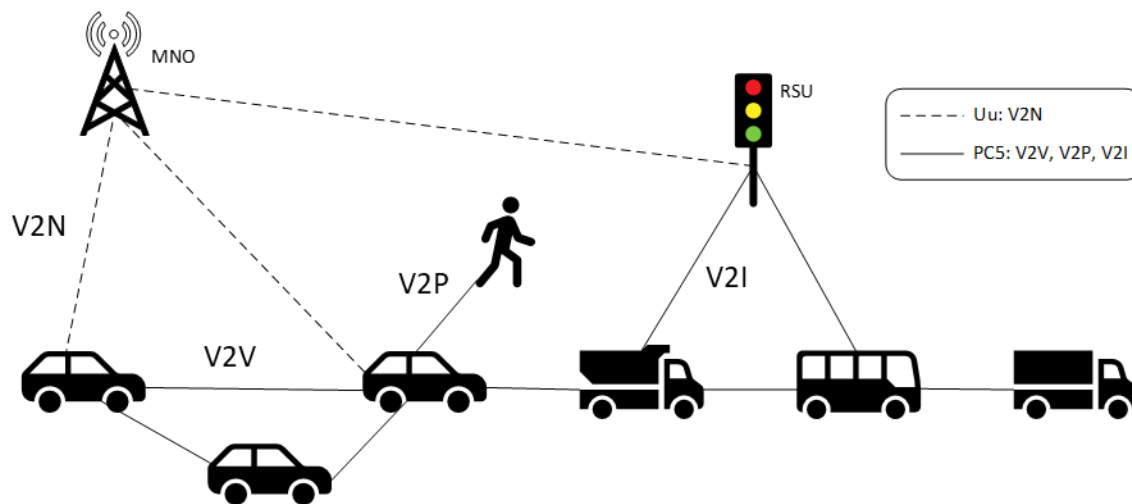 MNO
RSU
Uu: V2N
PC5: V2V, V2P, V2I
V2N
V2P
V2I
V2V